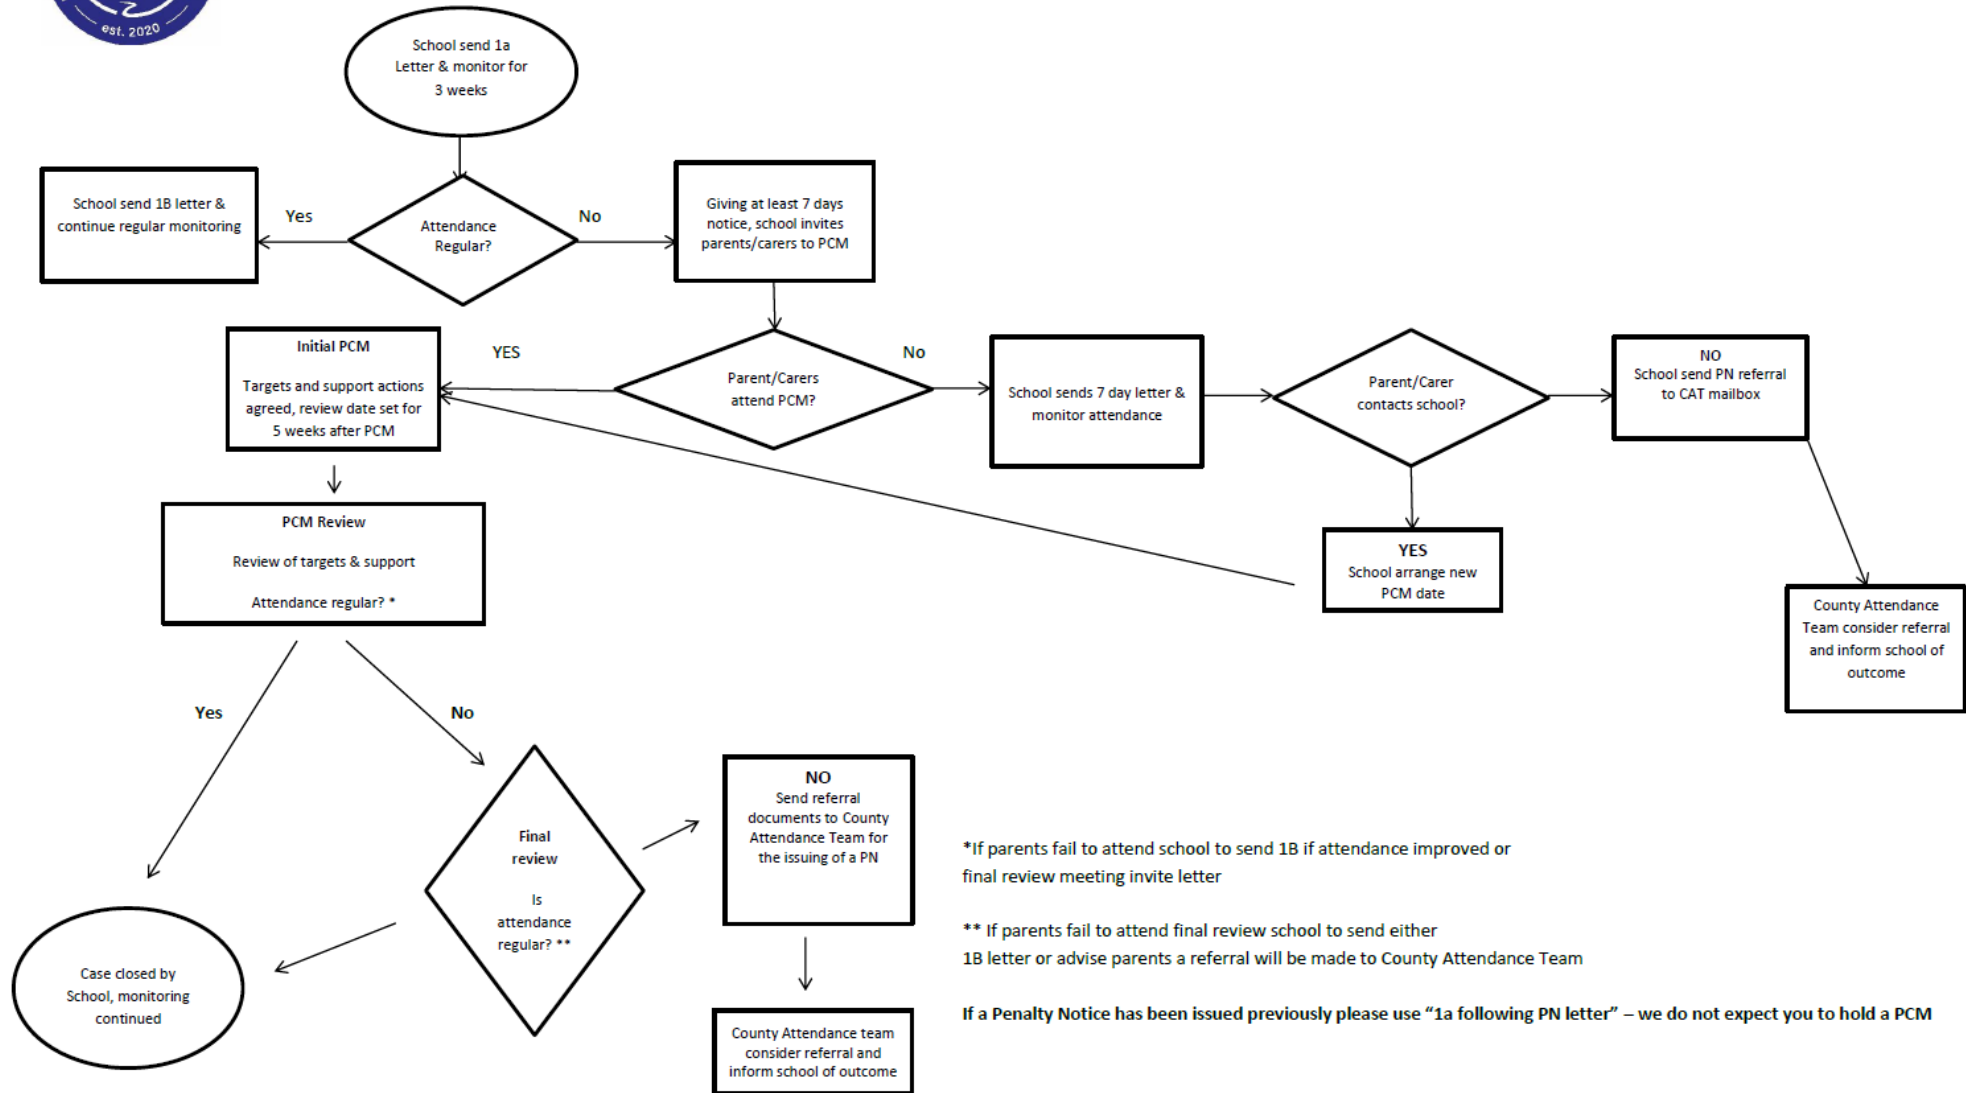 est. 2020
School send 1a
Letter & monitor for
3 weeks
School send 1B letter &
continue regular monitoring
Yes
Attendance
Regular?
No
Giving at least 7 days
notice, school invites
parents/carers to PCM
Initial PCM
Targets and support actions
agreed, review date set for
5 weeks after PCM
YES
Parent/Carers
attend PCM?
No
School sends 7 day letter &
monitor attendance
Parent/Carer
contacts school?
NO
School send PN referral
to CAT mailbox
YES
School arrange new
PCM date
County Attendance
Team consider referral
and inform school of
outcome
PCM Review
Review of targets & support
Attendance regular? *
Yes
No
Final
review
Is
attendance
regular? **
NO
Send referral
documents to County
Attendance Team for
the issuing of a PN
Case closed by
School, monitoring
continued
County Attendance team
consider referral and
inform school of outcome
*If parents fail to attend school to send 1B if attendance improved or
final review meeting invite letter
** If parents fail to attend final review school to send either
1B letter or advise parents a referral will be made to County Attendance Team
If a Penalty Notice has been issued previously please use “1a following PN letter” – we do not expect you to hold a PCM